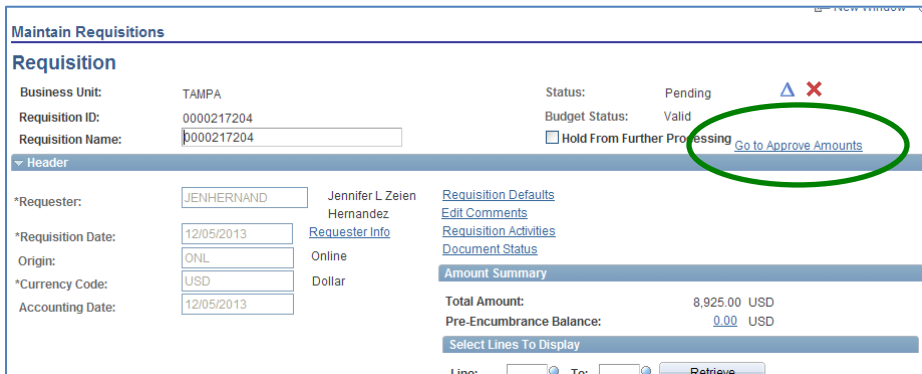 New Window
Maintain Requisitions
Requisition
Business Unit: TAMPA Status: Pending
Requisition ID: 0000217204 Budget Status: Valid
Requisition Name: 0000217204 Hold From Further Processing Go to Approve Amounts
Header
*Requester: JENHERNAND Jennifer L Zeien Hernandez Requisition Defaults
Edit Comments
*Requisition Date: 12/05/2013 Requester Info Requisition Activities
Origin: ONL Online Document Status
*Currency Code: USD Dollar Amount Summary
Accounting Date: 12/05/2013 Total Amount: 8,925.00 USD
Pre-Encumbrance Balance: 0.00 USD
Select Lines To Display
Line: To: Retrieve